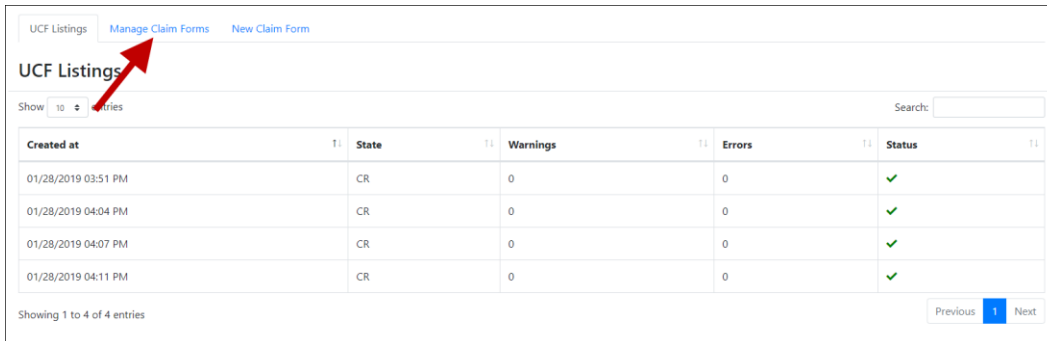 UCF Listings Manage Claim Forms New Claim Form
UCF Listings
Show 10 entries Search:
Created at State Warnings Errors Status
01/28/2019 03:51 PM CR 0 0
01/28/2019 04:04 PM CR 0 0
01/28/2019 04:07 PM CR 0 0
01/28/2019 04:11 PM CR 0 0
Showing 1 to 4 of 4 entries Previous 1 Next